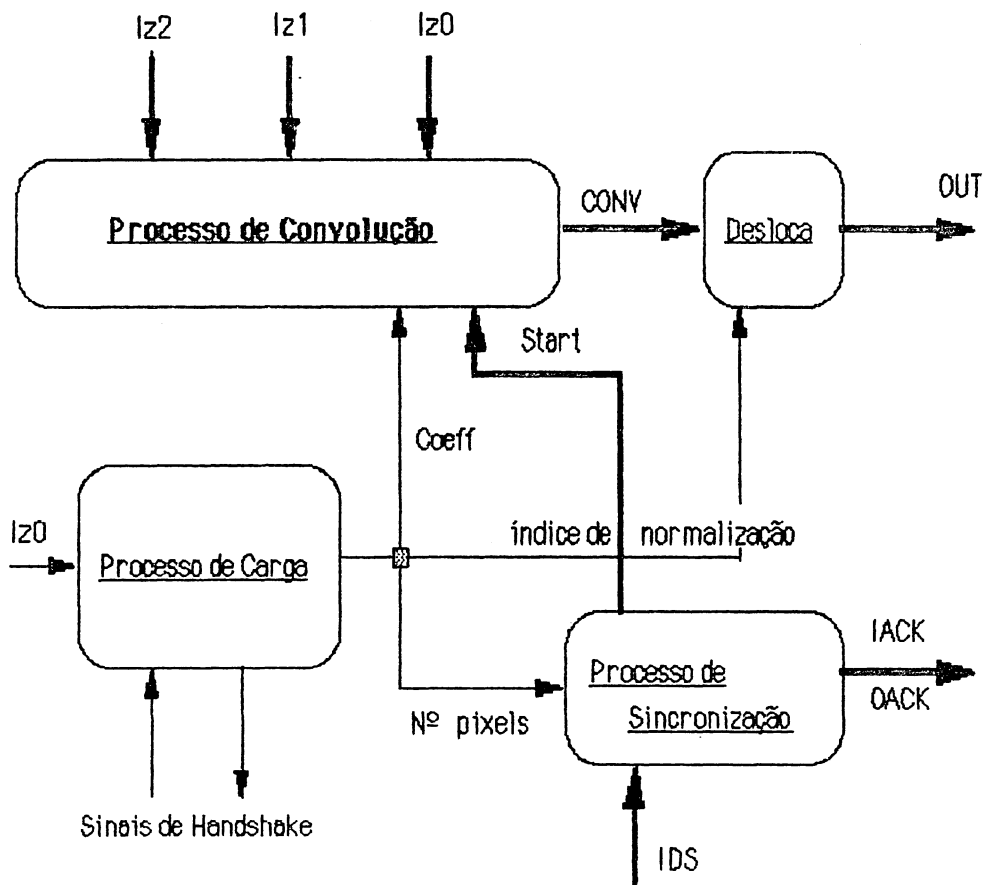 Iz2 Iz1 Iz0
Processo de Convolução
CONV
Desloca
OUT
Start
Coeff
Iz0
Processo de Carga
índice de normalização
Nº pixels
Processo de
Sincronização
IACK
OACK
Sinais de Handshake
IDS